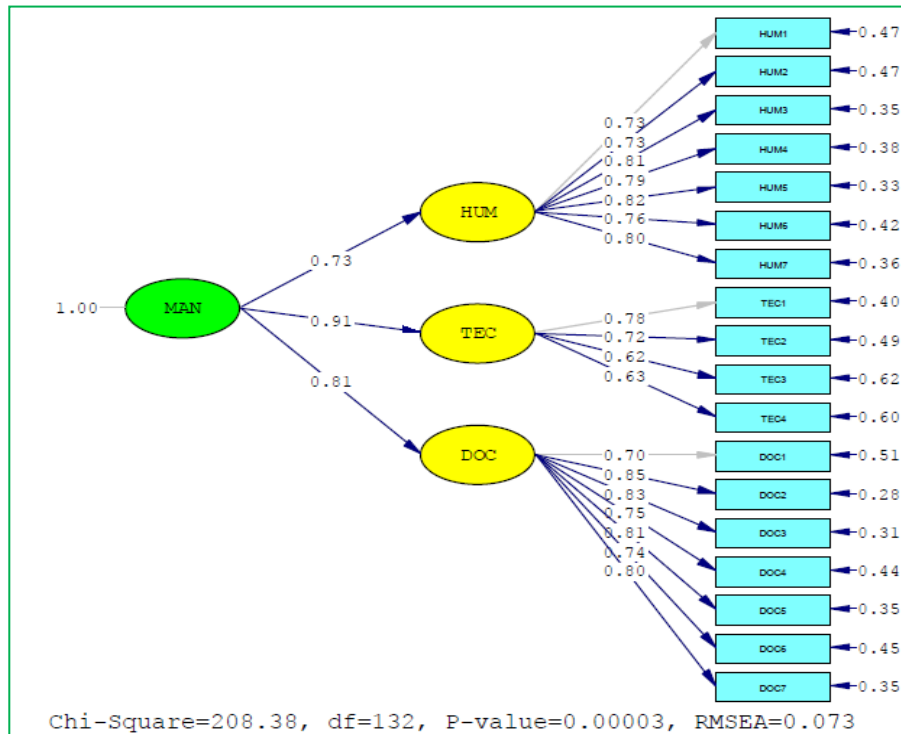 HUM1 0.47
HUM2 0.47
HUM3 0.35
0.73
0.73
HUM4 0.38
0.81
0.79
HUM5 0.33
0.82
HUM
0.76
HUM6 0.42
0.80
0.73
HUM7 0.36
1.00 MAN
TEC1 0.40
0.78
0.91
TEC
0.72
TEC2 0.49
0.62
0.63
TEC3 0.62
0.81
TEC4 0.60
DOC
0.70
DOC1 0.51
0.85
DOC2 0.28
0.83
0.75
DOC3 0.31
0.81
0.74
0.80
DOC4 0.44
DOC5 0.35
DOC6 0.45
DOC7 0.35
Chi-Square=208.38, df=132, P-value=0.00003, RMSEA=0.073